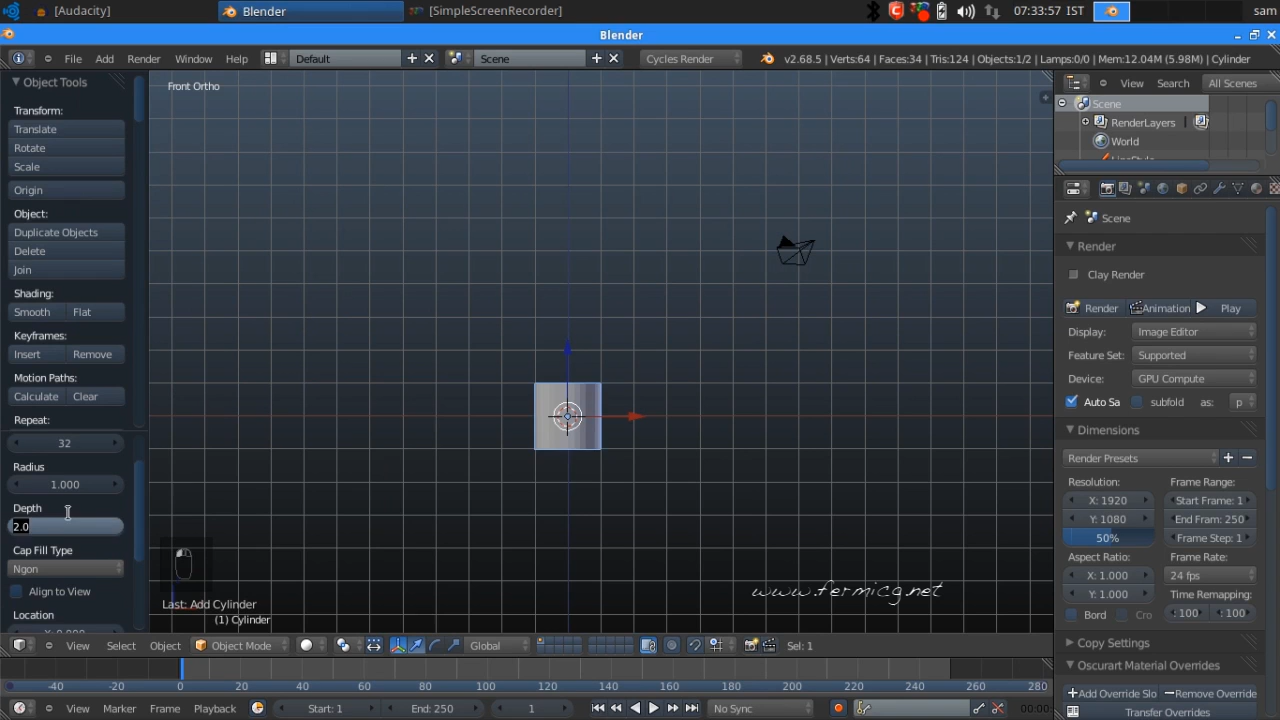 [Audacity] Blender [SimpleScreenRecorder] 07:33:57 IST sam
Blender
File Add Render Window Help Default Scene Cycles Render v2.68.5 | Verts:64 | Faces:34 | Tris:124 | Objects:1/2 | Lamps:0/0 | Mem:12.04M (5.98M) | Cylinder
Object Tools
Transform:
Translate
Rotate
Scale
Origin
Object:
Duplicate Objects
Delete
Join
Shading:
Smooth Flat
Keyframes:
Insert Remove
Motion Paths:
Calculate Clear
Repeat:
32
Radius
1.000
Depth
2.0
Cap Fill Type
Ngon
Align to View
Location
Front Ortho
www.fermicg.net
Last: Add Cylinder
(1) Cylinder
View Search All Scenes
Scene
RenderLayers
World
Scene
Render
Clay Render
Render Animation Play
Display: Image Editor
Feature Set: Supported
Device: GPU Compute
Auto Sa subfold as: p
Dimensions
Render Presets
Resolution: Frame Range:
X: 1920 Start Frame: 1
Y: 1080 End Fram: 250
50% Frame Step: 1
Aspect Ratio: Frame Rate:
X: 1.000 24 fps
Y: 1.000 Time Remapping:
Bord Cro 100 100
Copy Settings
Oscurart Material Overrides
Add Override Slo Remove Override
Transfer Overrides
View Select Object Object Mode Global Sel: 1
-40 -20 0 20 40 60 80 100 120 140 160 180 200 220 240 260 280
View Marker Frame Playback Start: 1 End: 250 1 No Sync